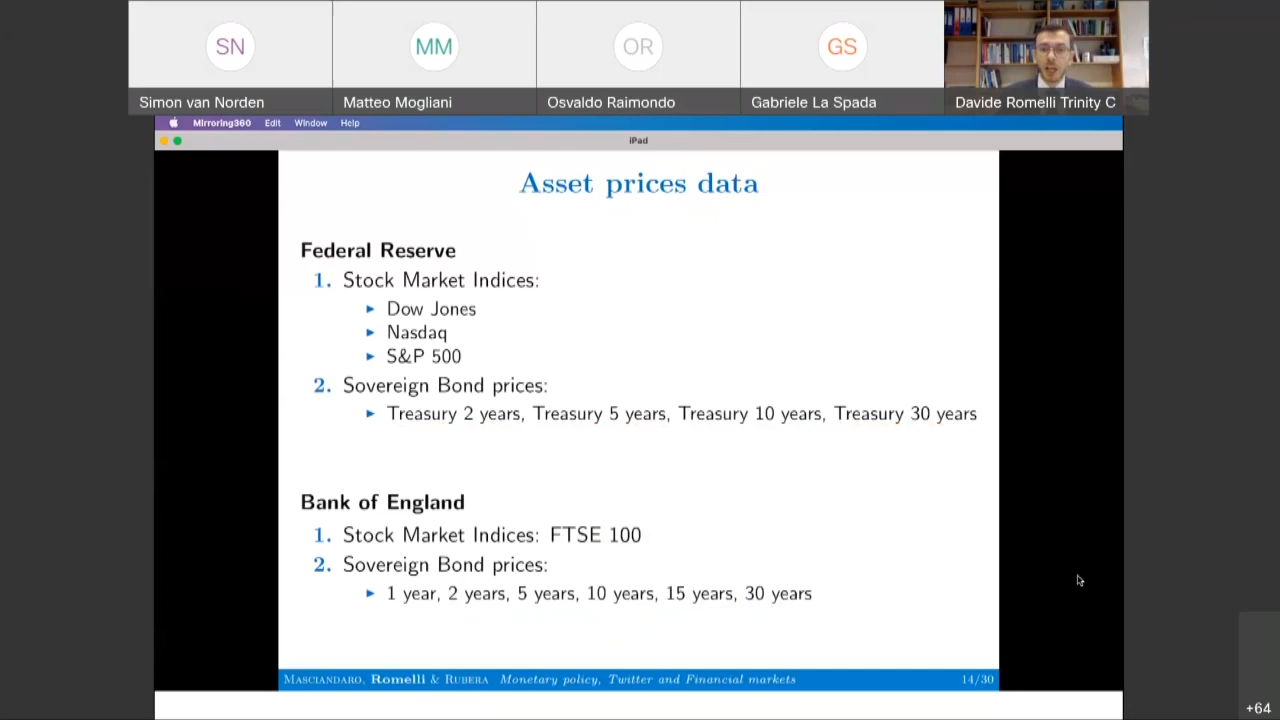 SN
MM
OR
GS
Simon van Norden
Matteo Mogliani
Osvaldo Raimondo
Gabriele La Spada
Davide Romelli Trinity C
Mirroring360 Edit Window Help
iPad
Asset prices data
Federal Reserve
1. Stock Market Indices:
▶ Dow Jones
▶ Nasdaq
▶ S&P 500
2. Sovereign Bond prices:
▶ Treasury 2 years, Treasury 5 years, Treasury 10 years, Treasury 30 years
Bank of England
1. Stock Market Indices: FTSE 100
2. Sovereign Bond prices:
▶ 1 year, 2 years, 5 years, 10 years, 15 years, 30 years
Masciandaro, Romelli & Rubera Monetary policy, Twitter and Financial markets 14/30
+64